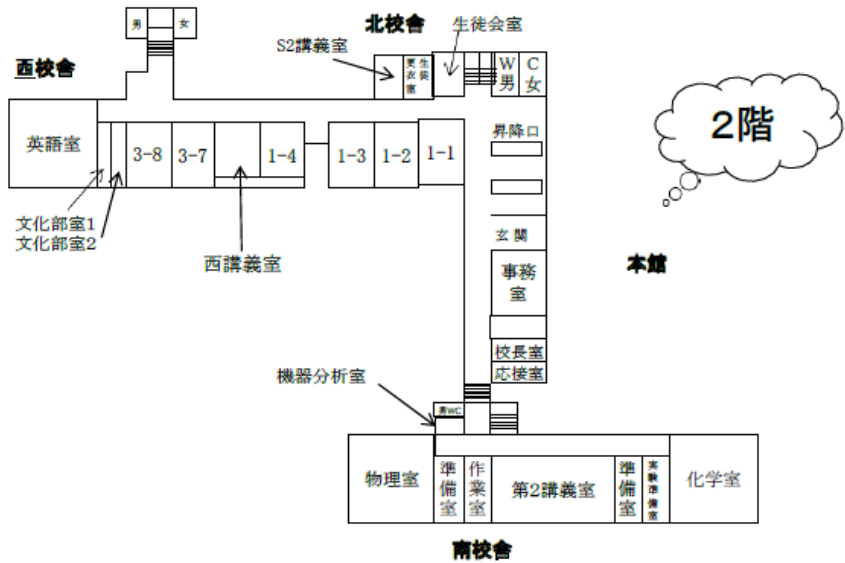 男 女
北校舎
生徒会室
S2講義室
西校舎
生徒
更衣室
W男
C女
2階
昇降口
英語室
3-8
3-7
1-4
1-3
1-2
1-1
文化部室1
文化部室2
西講義室
玄関
本館
事務室
校長室
応接室
機器分析室
男WC
物理室
準備室
作業室
第2講義室
準備室
実験準備室
化学室
南校舎